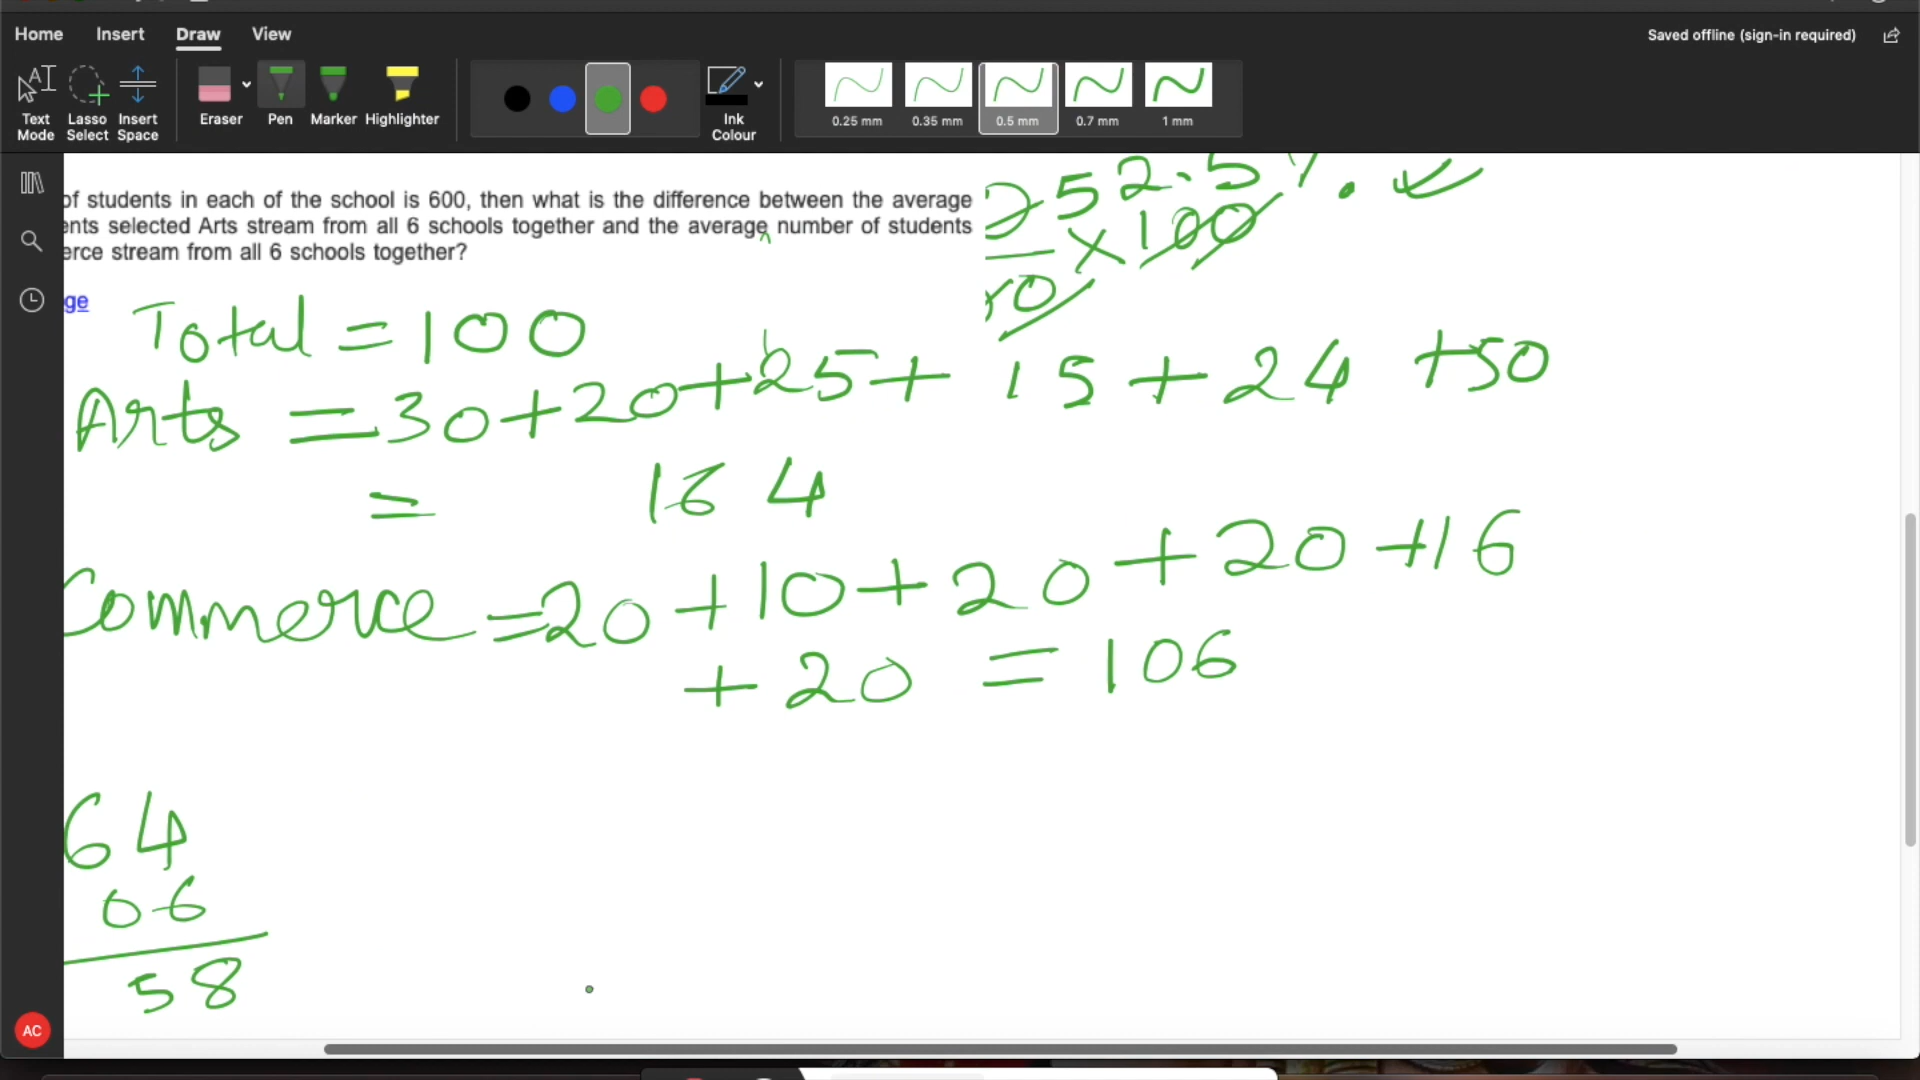 Home Insert Draw View
Saved offline (sign-in required)
Text Mode
Lasso Select
Insert Space
Eraser
Pen
Marker
Highlighter
Ink Colour
0.25 mm
0.35 mm
0.5 mm
0.7 mm
1 mm
of students in each of the school is 600, then what is the difference between the average
ents selected Arts stream from all 6 schools together and the average number of students
erce stream from all 6 schools together?
ge
52.5 %.
× 100
Total = 100
Arts = 30 + 20 + 25 + 15 + 24 + 50
= 164
Commerce = 20 + 10 + 20 + 20 + 16
+ 20 = 106
64
06
58
AC